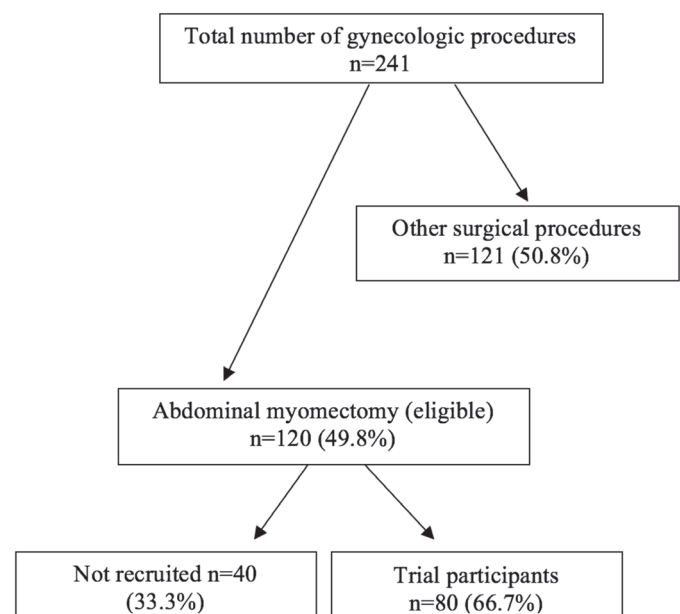 Total number of gynecologic procedures
n=241
Other surgical procedures
n=121 (50.8%)
Abdominal myomectomy (eligible)
n=120 (49.8%)
Not recruited n=40
(33.3%)
Trial participants
n=80 (66.7%)